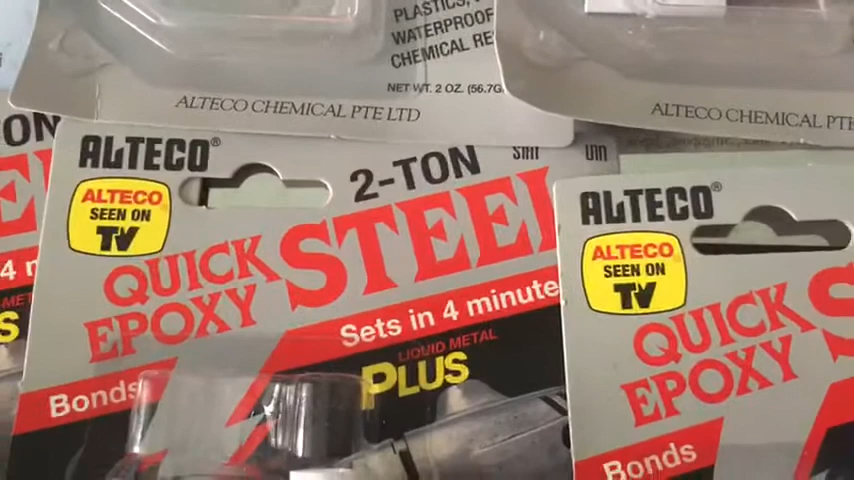 PLASTICS,
WATERPROOF
CHEMICAL
NET WT. 2 OZ. (56.7G
ALTECO CHEMICAL PTE LTD
ALTECO CHEMICAL PTE
ALTECO®
ALTECO
SEEN ON
TV
2-TON
QUICK
EPOXY
STEEL
Sets in 4 minutes
Bonds
LIQUID METAL
PLUS
ALTECO®
ALTECO
SEEN ON
TV
QUICK
EPOXY
Bonds